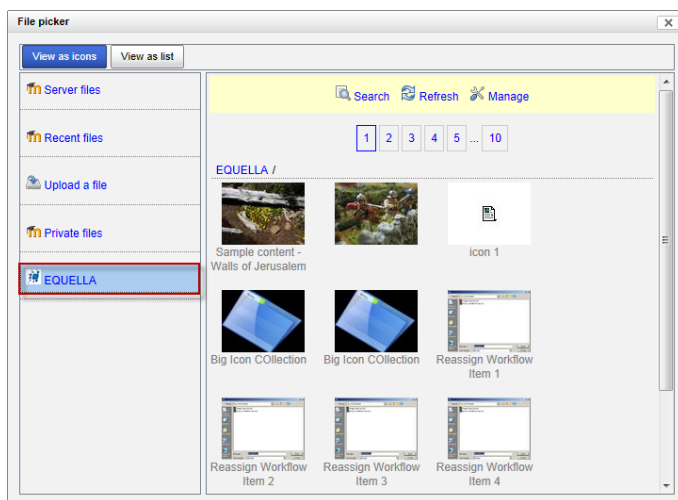 File picker
View as icons View as list
Server files
Recent files
Upload a file
Private files
EQUELLA
Search Refresh Manage
1 2 3 4 5 ... 10
EQUELLA /
Sample content -
Walls of Jerusalem
icon 1
Big Icon COllection Big Icon COllection Reassign Workflow
Item 1
Reassign Workflow Reassign Workflow Reassign Workflow
Item 2 Item 3 Item 4